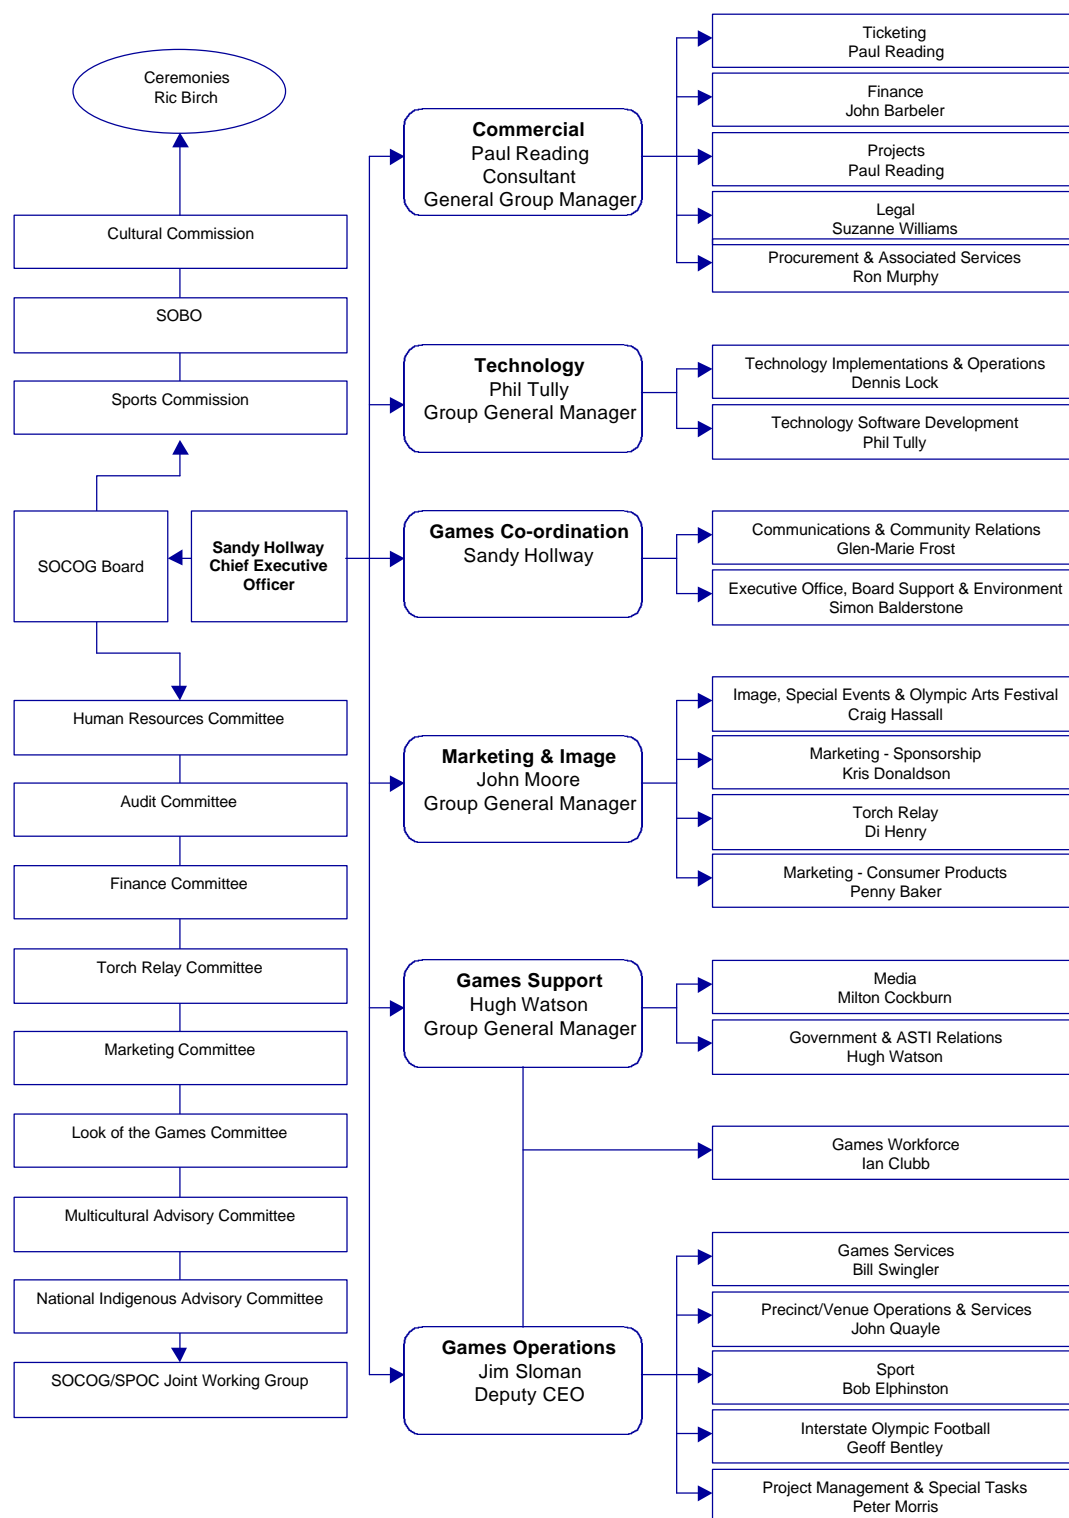 Ceremonies
Ric Birch
Cultural Commission
SOBO
Sports Commission
SOCOG Board
Sandy Hollway
Chief Executive
Officer
Human Resources Committee
Audit Committee
Finance Committee
Torch Relay Committee
Marketing Committee
Look of the Games Committee
Multicultural Advisory Committee
National Indigenous Advisory Committee
SOCOG/SPOC Joint Working Group
Commercial
Paul Reading
Consultant
General Group Manager
Ticketing
Paul Reading
Finance
John Barbeler
Projects
Paul Reading
Legal
Suzanne Williams
Procurement & Associated Services
Ron Murphy
Technology
Phil Tully
Group General Manager
Technology Implementations & Operations
Dennis Lock
Technology Software Development
Phil Tully
Games Co-ordination
Sandy Hollway
Communications & Community Relations
Glen-Marie Frost
Executive Office, Board Support & Environment
Simon Balderstone
Marketing & Image
John Moore
Group General Manager
Image, Special Events & Olympic Arts Festival
Craig Hassall
Marketing - Sponsorship
Kris Donaldson
Torch Relay
Di Henry
Marketing - Consumer Products
Penny Baker
Games Support
Hugh Watson
Group General Manager
Media
Milton Cockburn
Government & ASTI Relations
Hugh Watson
Games Workforce
Ian Clubb
Games Operations
Jim Sloman
Deputy CEO
Games Services
Bill Swingler
Precinct/Venue Operations & Services
John Quayle
Sport
Bob Elphinston
Interstate Olympic Football
Geoff Bentley
Project Management & Special Tasks
Peter Morris